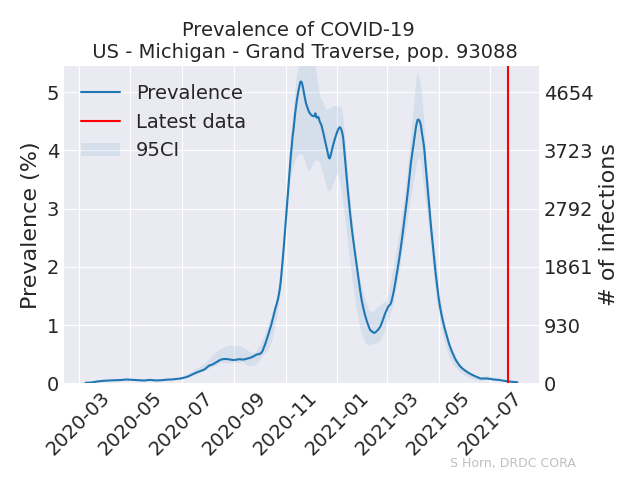 Prevalence of COVID-19
US - Michigan - Grand Traverse, pop. 93088
Prevalence
Latest data
95CI
Prevalence (%)
5
4
3
2
1
0
4654
3723
2792
1861
930
0
# of infections
2020-03
2020-05
2020-07
2020-09
2020-11
2021-01
2021-03
2021-05
2021-07
S Horn, DRDC CORA